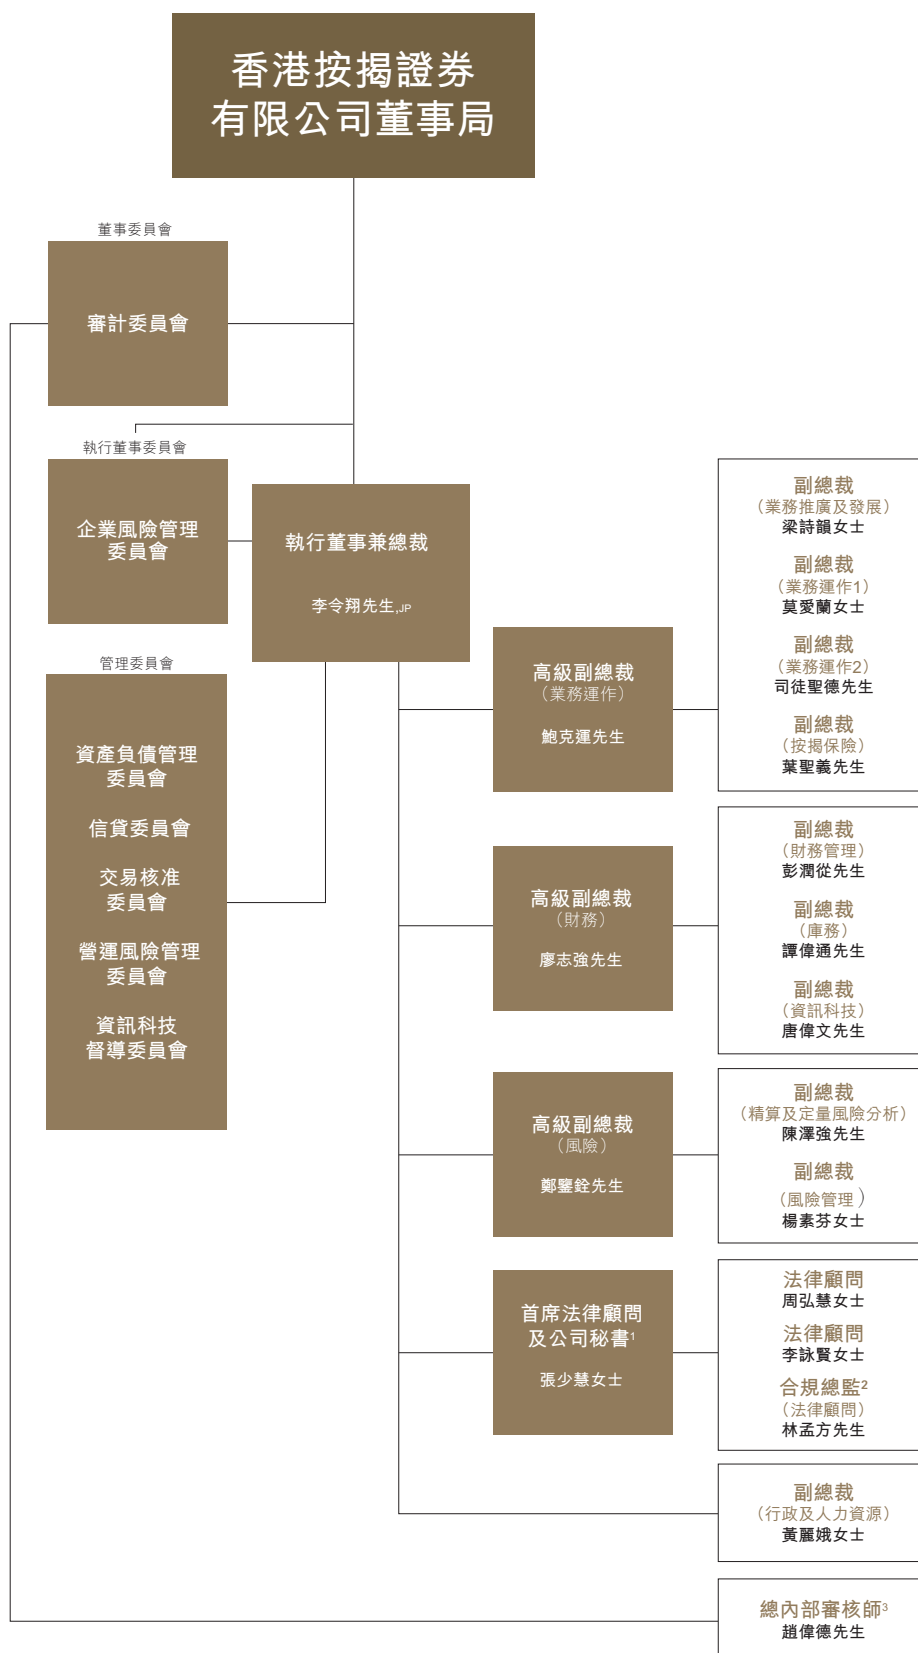 香港按揭證券
有限公司董事局
董事委員會
審計委員會
執行董事委員會
企業風險管理
委員會
執行董事兼總裁
李令翔先生,JP
管理委員會
資產負債管理
委員會
信貸委員會
交易核准
委員會
營運風險管理
委員會
資訊科技
督導委員會
高級副總裁
（業務運作）
鮑克運先生
副總裁
（業務推廣及發展）
梁詩韻女士
副總裁
（業務運作1）
莫愛蘭女士
副總裁
（業務運作2）
司徒聖德先生
副總裁
（按揭保險）
葉聖義先生
高級副總裁
（財務）
廖志強先生
副總裁
（財務管理）
彭潤從先生
副總裁
（庫務）
譚偉通先生
副總裁
（資訊科技）
唐偉文先生
高級副總裁
（風險）
鄭鑒銓先生
副總裁
（精算及定量風險分析）
陳澤強先生
副總裁
（風險管理）
楊素芬女士
首席法律顧問
及公司秘書¹
張少慧女士
法律顧問
周弘慧女士
法律顧問
李詠賢女士
合規總監²
（法律顧問）
林孟方先生
副總裁
（行政及人力資源）
黃麗娥女士
總內部審核師³
趙偉德先生